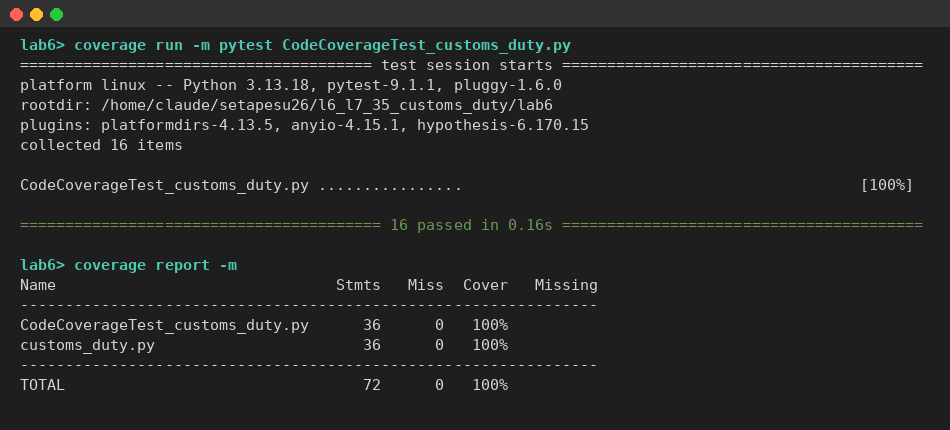 lab6> coverage run -m pytest CodeCoverageTest_customs_duty.py
======================================= test session starts ========================================
platform linux -- Python 3.13.18, pytest-9.1.1, pluggy-1.6.0
rootdir: /home/claude/setapesu26/l6_l7_35_customs_duty/lab6
plugins: platformdirs-4.13.5, anyio-4.15.1, hypothesis-6.170.15
collected 16 items
CodeCoverageTest_customs_duty.py ................                                            [100%]
======================================== 16 passed in 0.16s ========================================
lab6> coverage report -m
Name                               Stmts   Miss  Cover   Missing
----------------------------------------------------------------
CodeCoverageTest_customs_duty.py      36      0   100%
customs_duty.py                       36      0   100%
----------------------------------------------------------------
TOTAL                                 72      0   100%